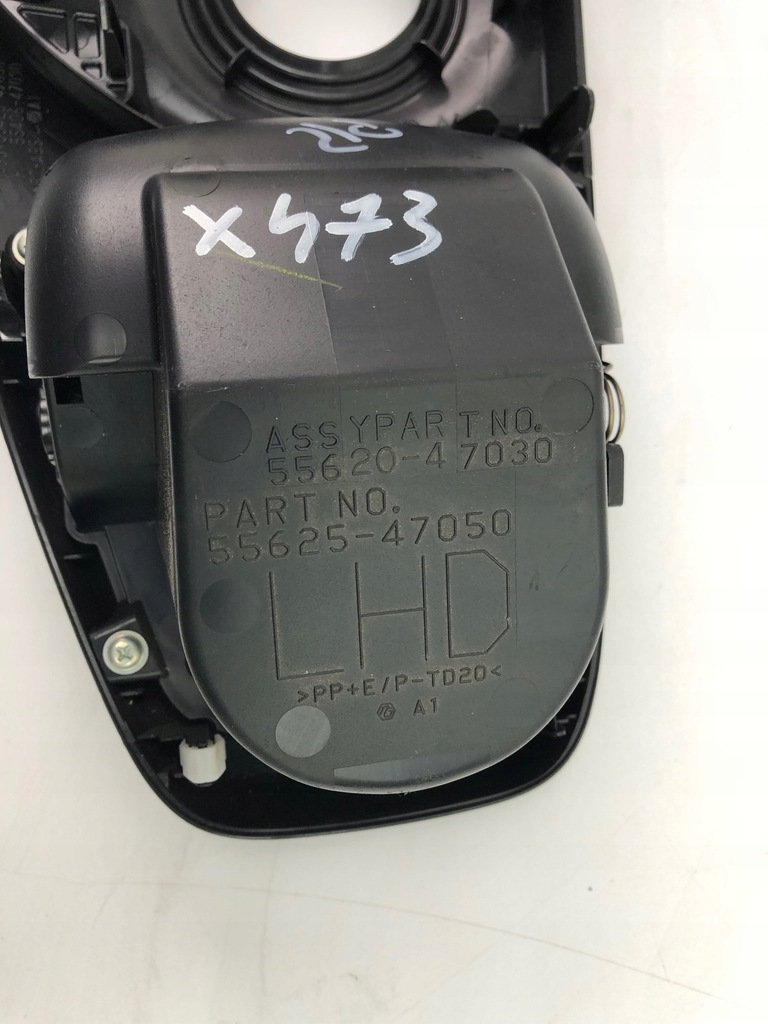 x473
ASSYPART NO.
55620-47030
PART NO.
55625-47050
LHD
>PP+E/P-TD20<
A1